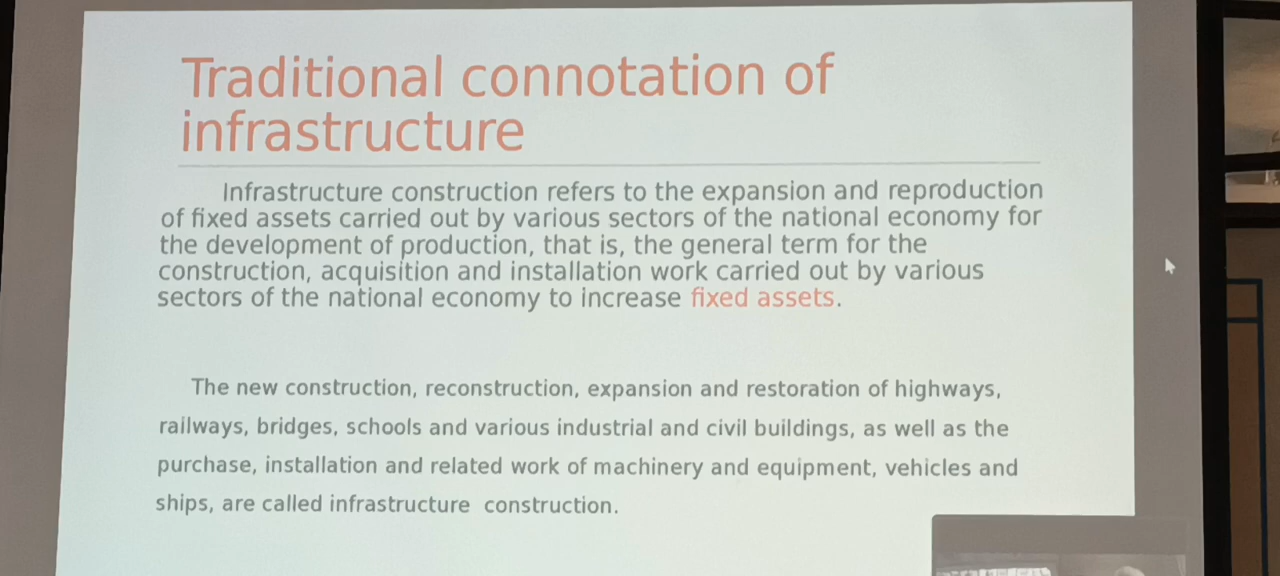 Traditional connotation of
infrastructure
Infrastructure construction refers to the expansion and reproduction
of fixed assets carried out by various sectors of the national economy for
the development of production, that is, the general term for the
construction, acquisition and installation work carried out by various
sectors of the national economy to increase fixed assets.
The new construction, reconstruction, expansion and restoration of highways,
railways, bridges, schools and various industrial and civil buildings, as well as the
purchase, installation and related work of machinery and equipment, vehicles and
ships, are called infrastructure construction.